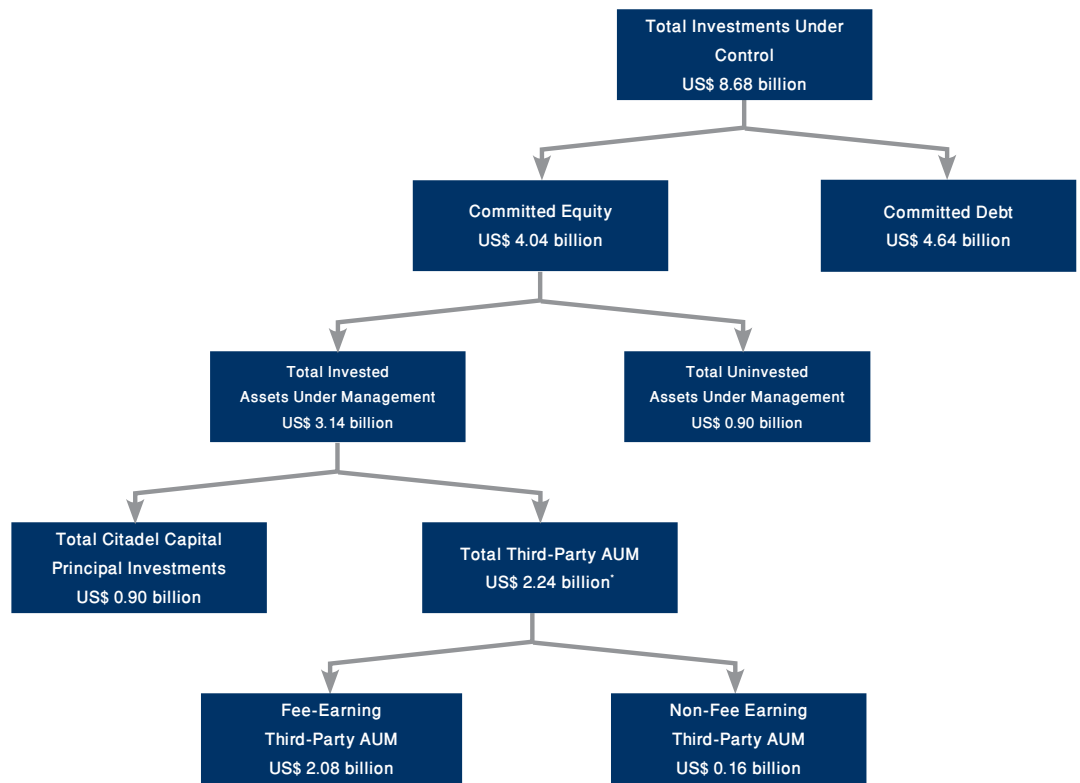 Total Investments Under
Control
US$ 8.68 billion
Committed Equity
US$ 4.04 billion
Committed Debt
US$ 4.64 billion
Total Invested
Assets Under Management
US$ 3.14 billion
Total Uninvested
Assets Under Management
US$ 0.90 billion
Total Citadel Capital
Principal Investments
US$ 0.90 billion
Total Third-Party AUM
US$ 2.24 billion*
Fee-Earning
Third-Party AUM
US$ 2.08 billion
Non-Fee Earning
Third-Party AUM
US$ 0.16 billion